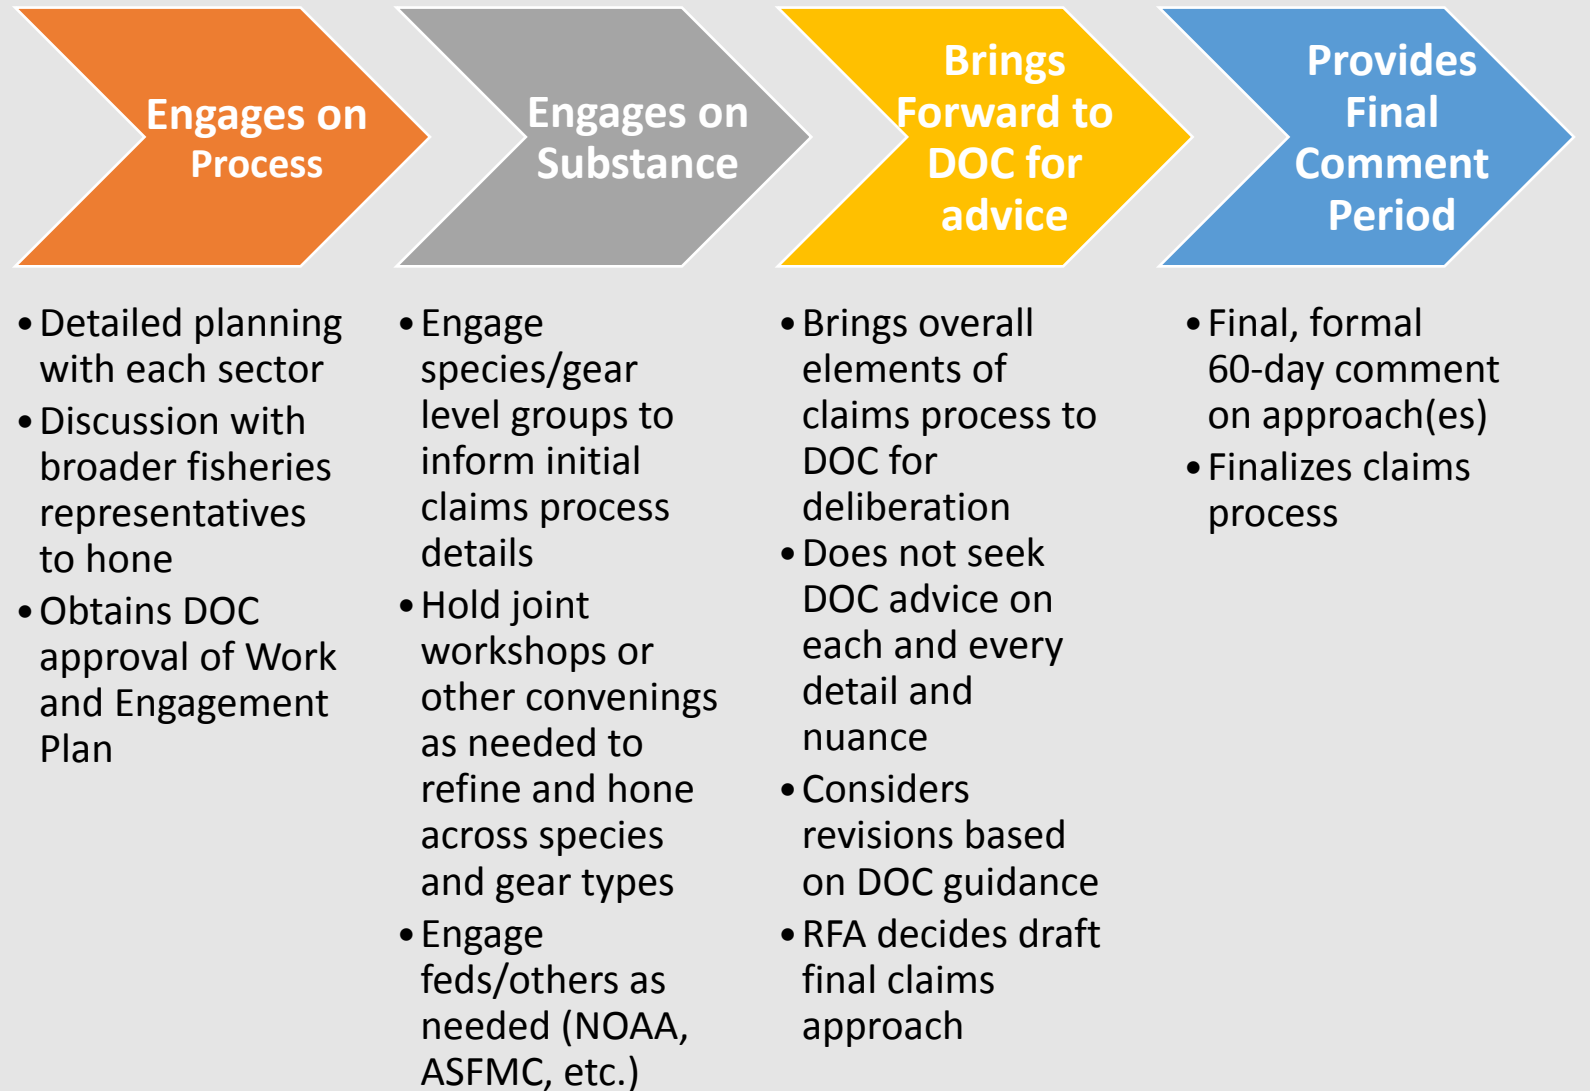 Engages on
Process
• Detailed planning
with each sector
• Discussion with
broader fisheries
representatives
to hone
• Obtains DOC
approval of Work
and Engagement
Plan
Engages on
Substance
• Engage
species/gear
level groups to
inform initial
claims process
details
• Hold joint
workshops or
other convenings
as needed to
refine and hone
across species
and gear types
• Engage
feds/others as
needed (NOAA,
ASFMC, etc.)
Brings
Forward to
DOC for
advice
• Brings overall
elements of
claims process to
DOC for
deliberation
• Does not seek
DOC advice on
each and every
detail and
nuance
• Considers
revisions based
on DOC guidance
• RFA decides draft
final claims
approach
Provides
Final
Comment
Period
• Final, formal
60-day comment
on approach(es)
• Finalizes claims
process